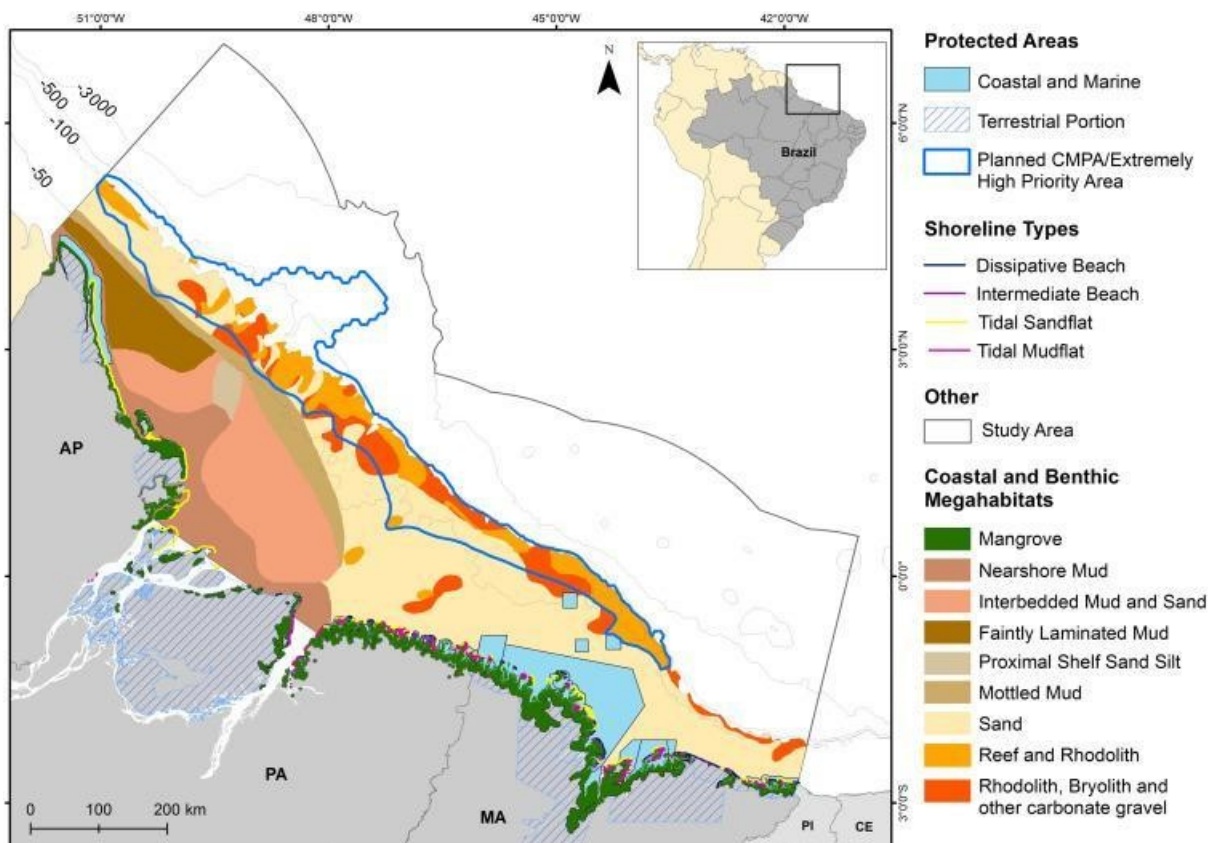 51°0'0"W
48°0'0"W
45°0'0"W
42°0'0"W
-3000
-500
-100
-50
N
Brazil
6°0'0"N
3°0'0"N
0°0'0"
3°0'0"S
AP
PA
MA
PI
CE
0 100 200 km
Protected Areas
Coastal and Marine
Terrestrial Portion
Planned CMPA/Extremely
High Priority Area
Shoreline Types
Dissipative Beach
Intermediate Beach
Tidal Sandflat
Tidal Mudflat
Other
Study Area
Coastal and Benthic
Megahabitats
Mangrove
Nearshore Mud
Interbedded Mud and Sand
Faintly Laminated Mud
Proximal Shelf Sand Silt
Mottled Mud
Sand
Reef and Rhodolith
Rhodolith, Bryolith and
other carbonate gravel